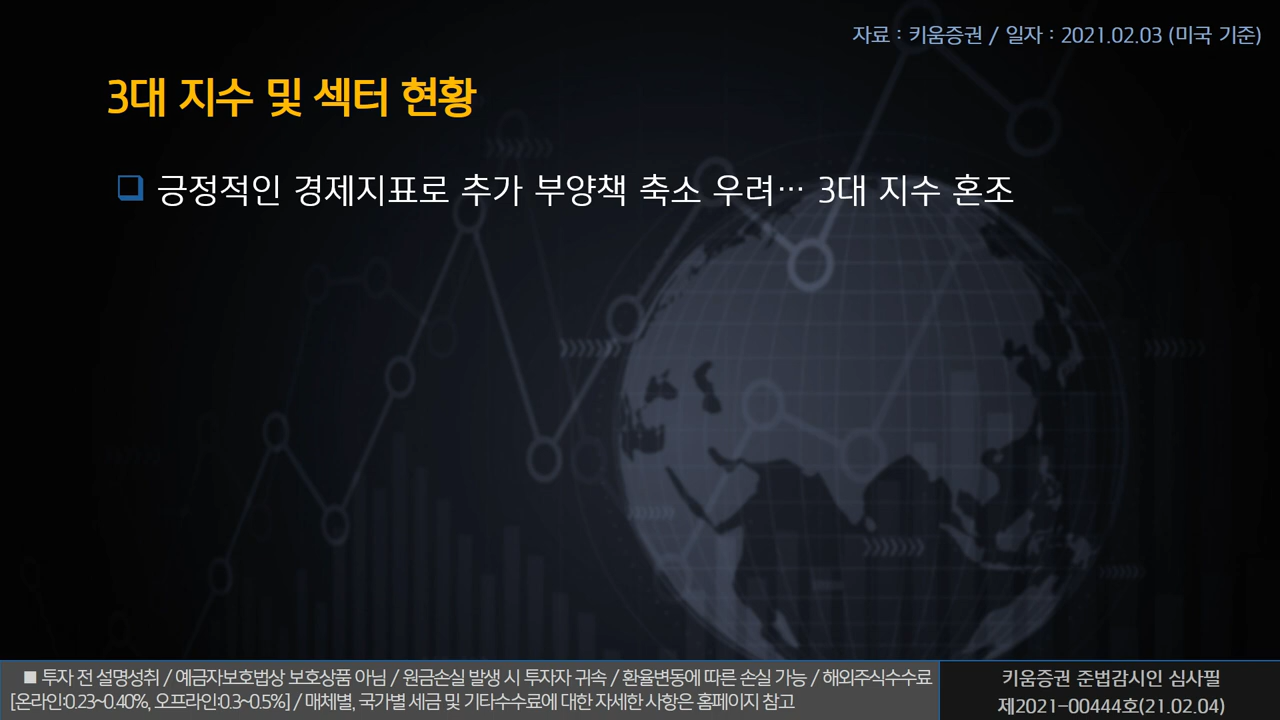 자료 : 키움증권 / 일자 : 2021.02.03 (미국 기준)
3대 지수 및 섹터 현황
❑ 긍정적인 경제지표로 추가 부양책 축소 우려… 3대 지수 혼조
■ 투자 전 설명성취 / 예금자보호법상 보호상품 아님 / 원금손실 발생 시 투자자 귀속 / 환율변동에 따른 손실 가능 / 해외주식수수료
[온라인:0.23~0.40%, 오프라인:0.3~0.5%] / 매체별, 국가별 세금 및 기타수수료에 대한 자세한 사항은 홈페이지 참고
키움증권 준법감시인 심사필
제2021-00444호(21.02.04)